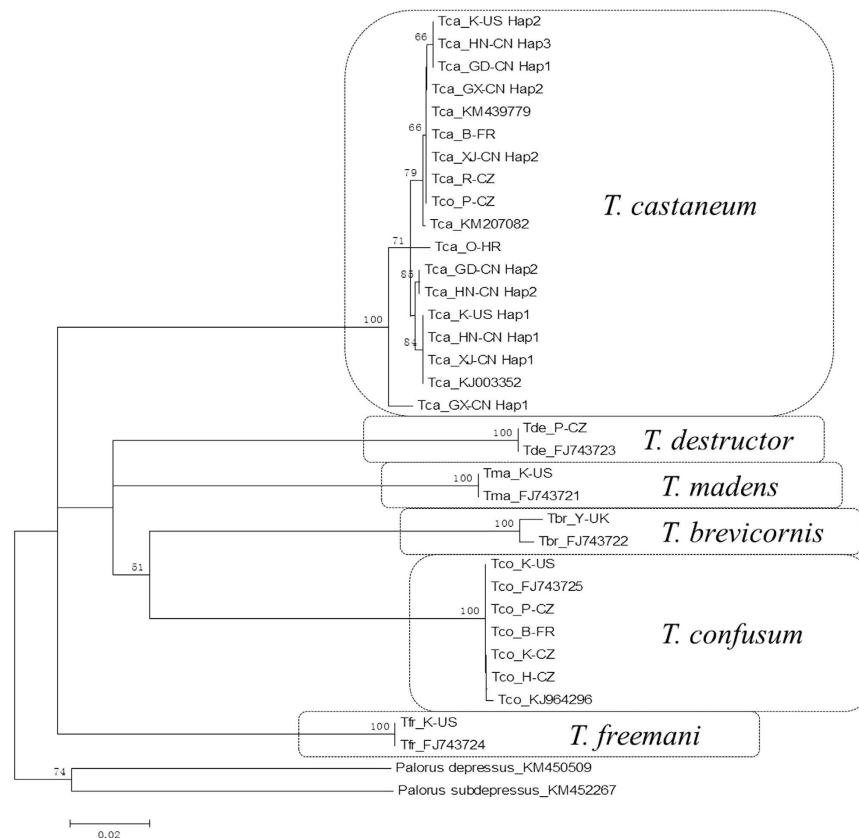 Tca_K-US Hap2
66
Tca_HN-CN Hap3
Tca_GD-CN Hap1
Tca_GX-CN Hap2
Tca_KM439779
66
Tca_B-FR
Tca_XJ-CN Hap2
79
Tca_R-CZ
Tco_P-CZ
T. castaneum
Tca_KM207082
71
Tca_O-HR
85
Tca_GD-CN Hap2
Tca_HN-CN Hap2
Tca_K-US Hap1
100
Tca_HN-CN Hap1
84
Tca_XJ-CN Hap1
Tca_KJ003352
Tca_GX-CN Hap1
100
Tde_P-CZ
Tde_FJ743723
T. destructor
100
Tma_K-US
Tma_FJ743721
T. madens
100
Tbr_Y-UK
Tbr_FJ743722
T. brevicornis
51
Tco_K-US
Tco_FJ743725
100
Tco_P-CZ
Tco_B-FR
T. confusum
Tco_K-CZ
Tco_H-CZ
Tco_KJ964296
100
Tfr_K-US
Tfr_FJ743724
T. freemani
74
Palorus depressus_KM450509
Palorus subdepressus_KM452267
0.02